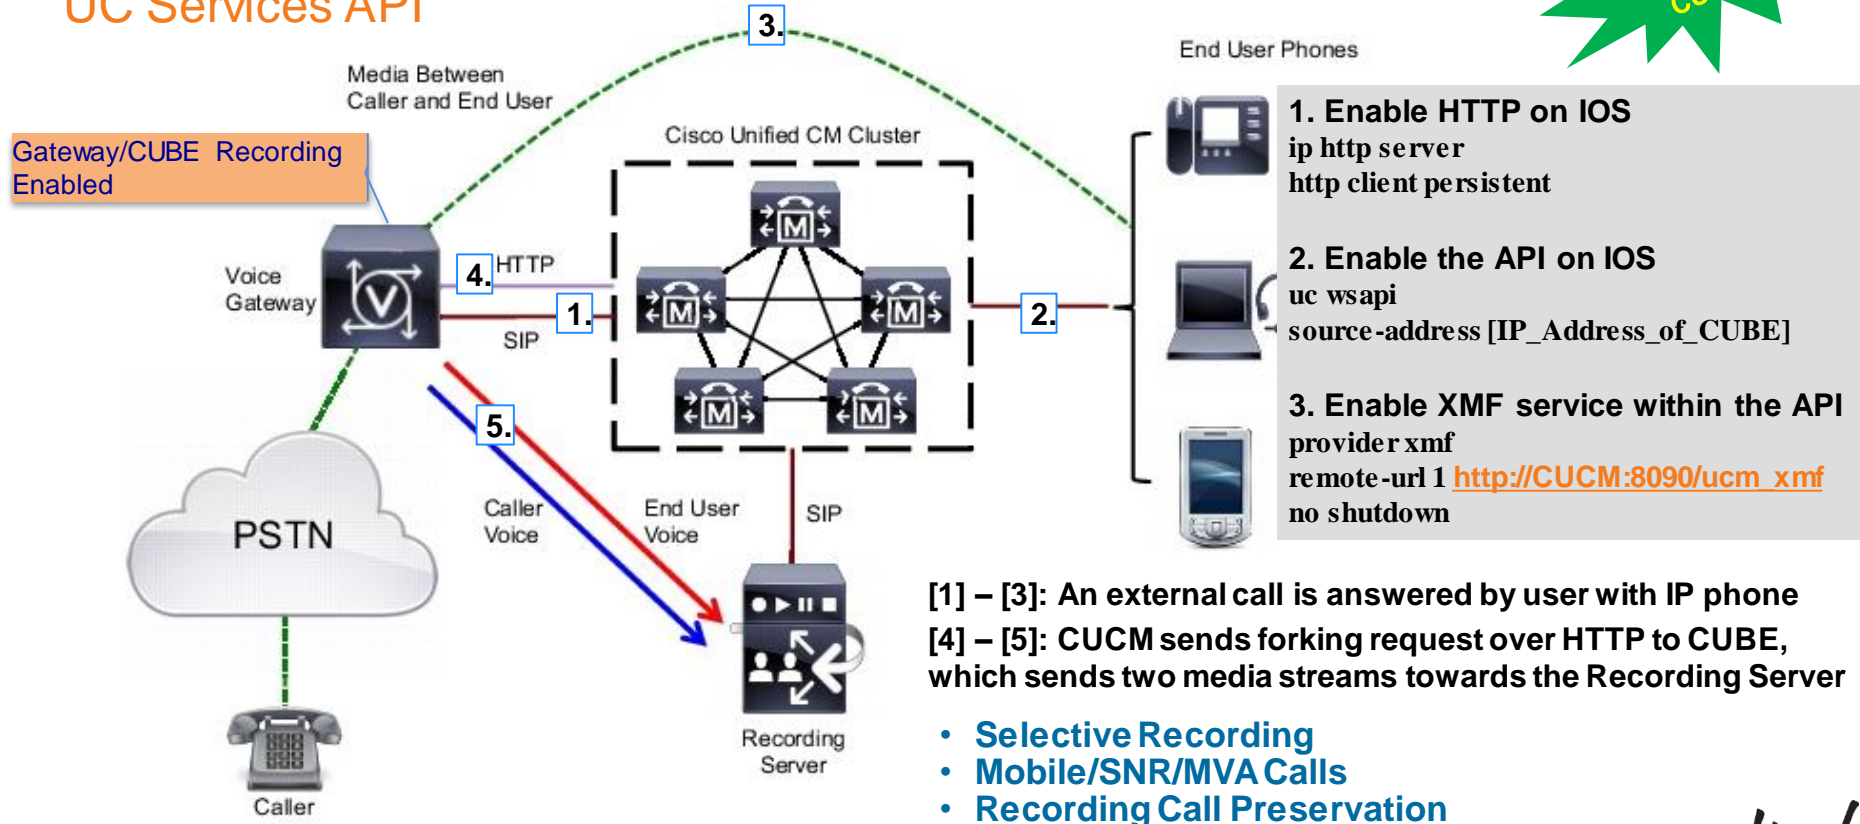 UC Services API
3.
End User Phones
Media Between
Caller and End User
Gateway/CUBE Recording
Enabled
Cisco Unified CM Cluster
Voice
Gateway
V
4.
HTTP
1.
SIP
M
M
M
M
M
2.
5.
PSTN
Caller
Voice
End User
Voice
SIP
Recording
Server
Caller
1. Enable HTTP on IOS
ip http server
http client persistent
2. Enable the API on IOS
uc wsapi
source-address [IP_Address_of_CUBE]
3. Enable XMF service within the API
provider xmf
remote-url 1 http://CUCM:8090/ucm_xmf
no shutdown
[1] – [3]: An external call is answered by user with IP phone
[4] – [5]: CUCM sends forking request over HTTP to CUBE,
which sends two media streams towards the Recording Server
• Selective Recording
• Mobile/SNR/MVA Calls
• Recording Call Preservation